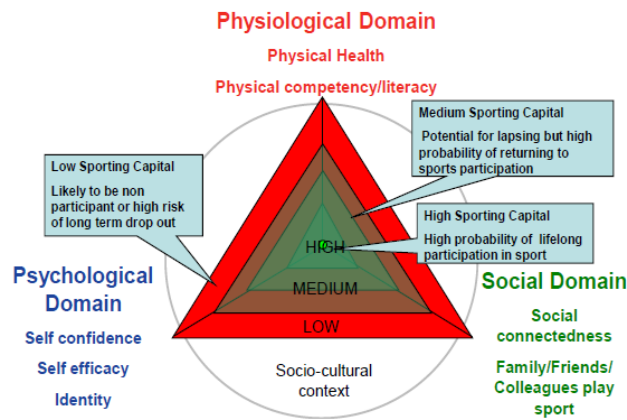 Physiological Domain
Physical Health
Physical competency/literacy
Medium Sporting Capital
Potential for lapsing but high
probability of returning to
sports participation
Low Sporting Capital
Likely to be non
participant or high risk
of long term drop out
High Sporting Capital
High probability of lifelong
participation in sport
HIGH
MEDIUM
LOW
Psychological
Domain
Self confidence
Self efficacy
Identity
Social Domain
Social
connectedness
Family/Friends/
Colleagues play
sport
Socio-cultural
context